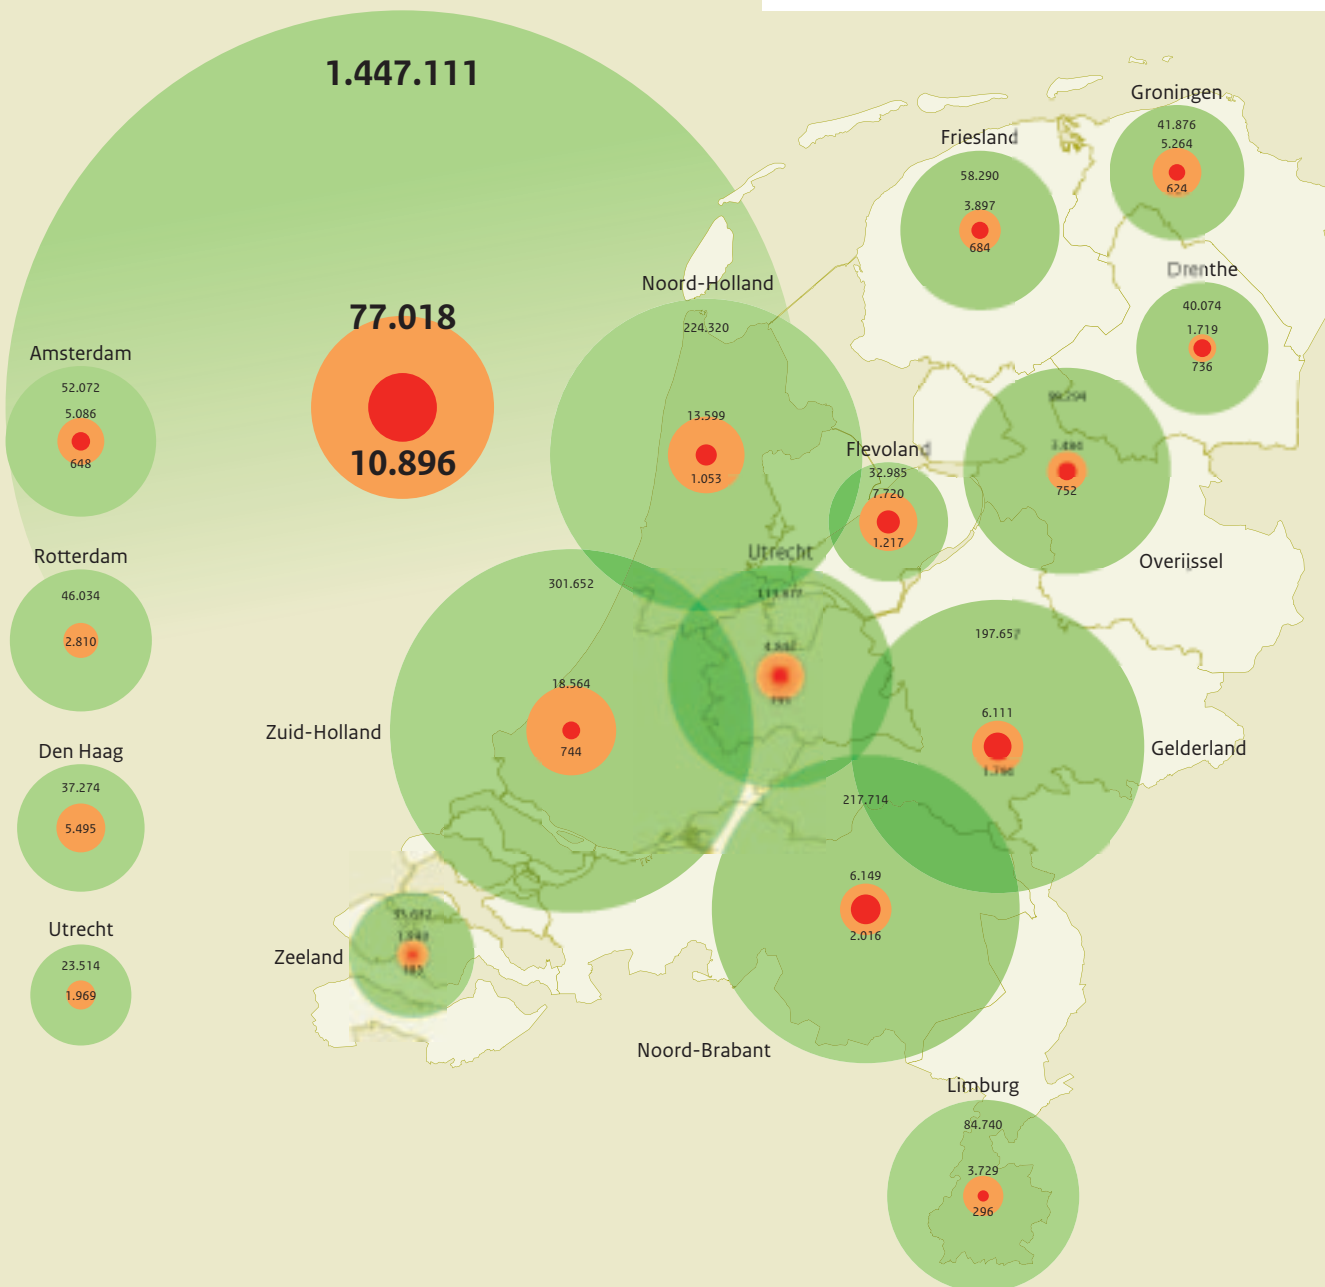 1.447.111
77.018
10.896
Amsterdam
52.072
5.086
648
Rotterdam
46.034
2.810
Den Haag
37.274
5.495
Utrecht
23.514
1.969
Groningen
41.876
5.264
624
Friesland
58.290
3.897
684
Drenthe
40.074
1.719
736
Noord-Holland
224.320
13.599
1.053
Flevoland
32.985
7.720
1.217
752
Overijssel
Utrecht
301.652
18.564
744
Zuid-Holland
197.657
6.111
Gelderland
217.714
6.149
2.016
Noord-Brabant
Zeeland
Limburg
84.740
3.729
296